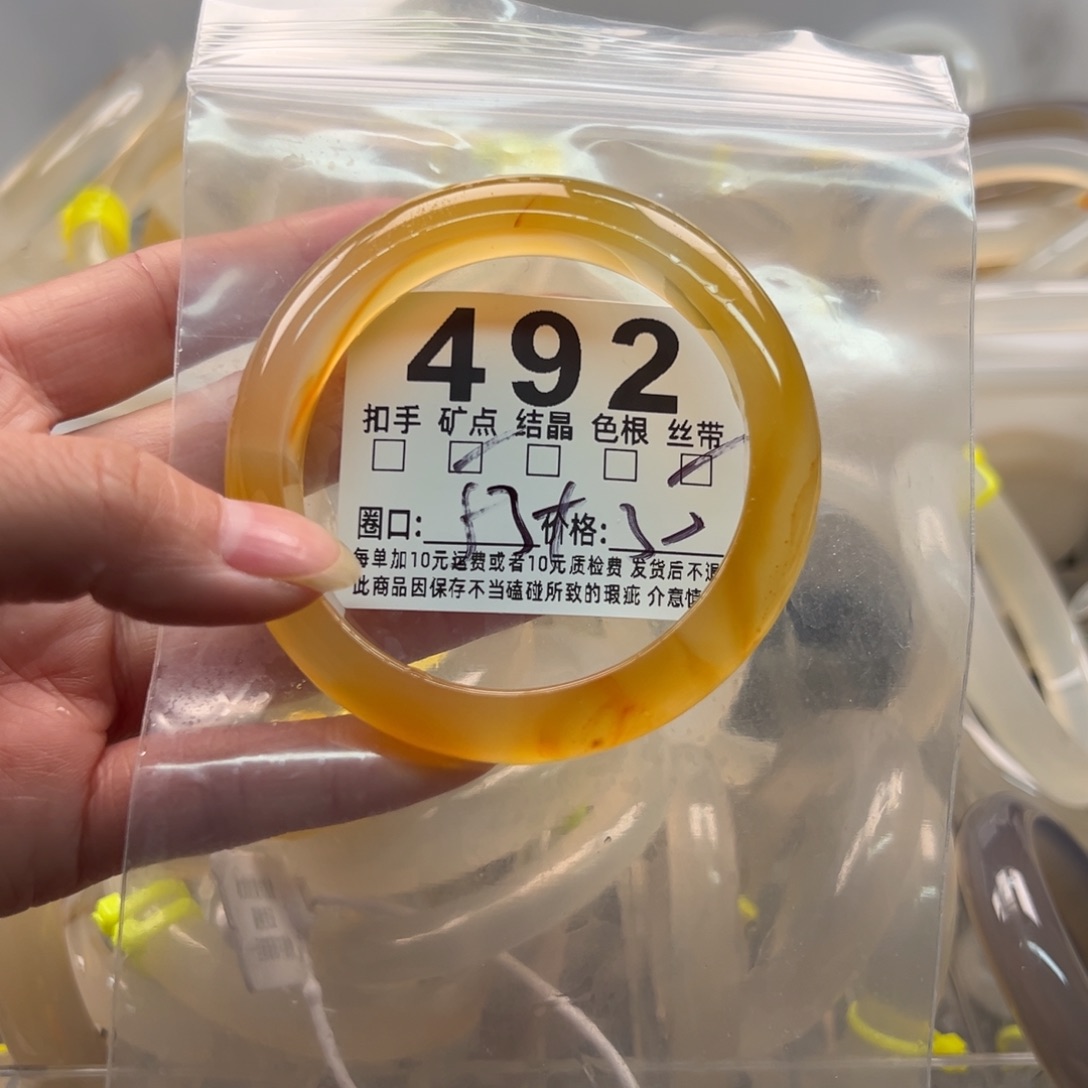 492
扣手 矿点 结晶 色根 丝带
圈口: 价格:
每单加10元运费或者10元质检费 发货后不退
此商品因保存不当磕碰所致的瑕疵 介意慎